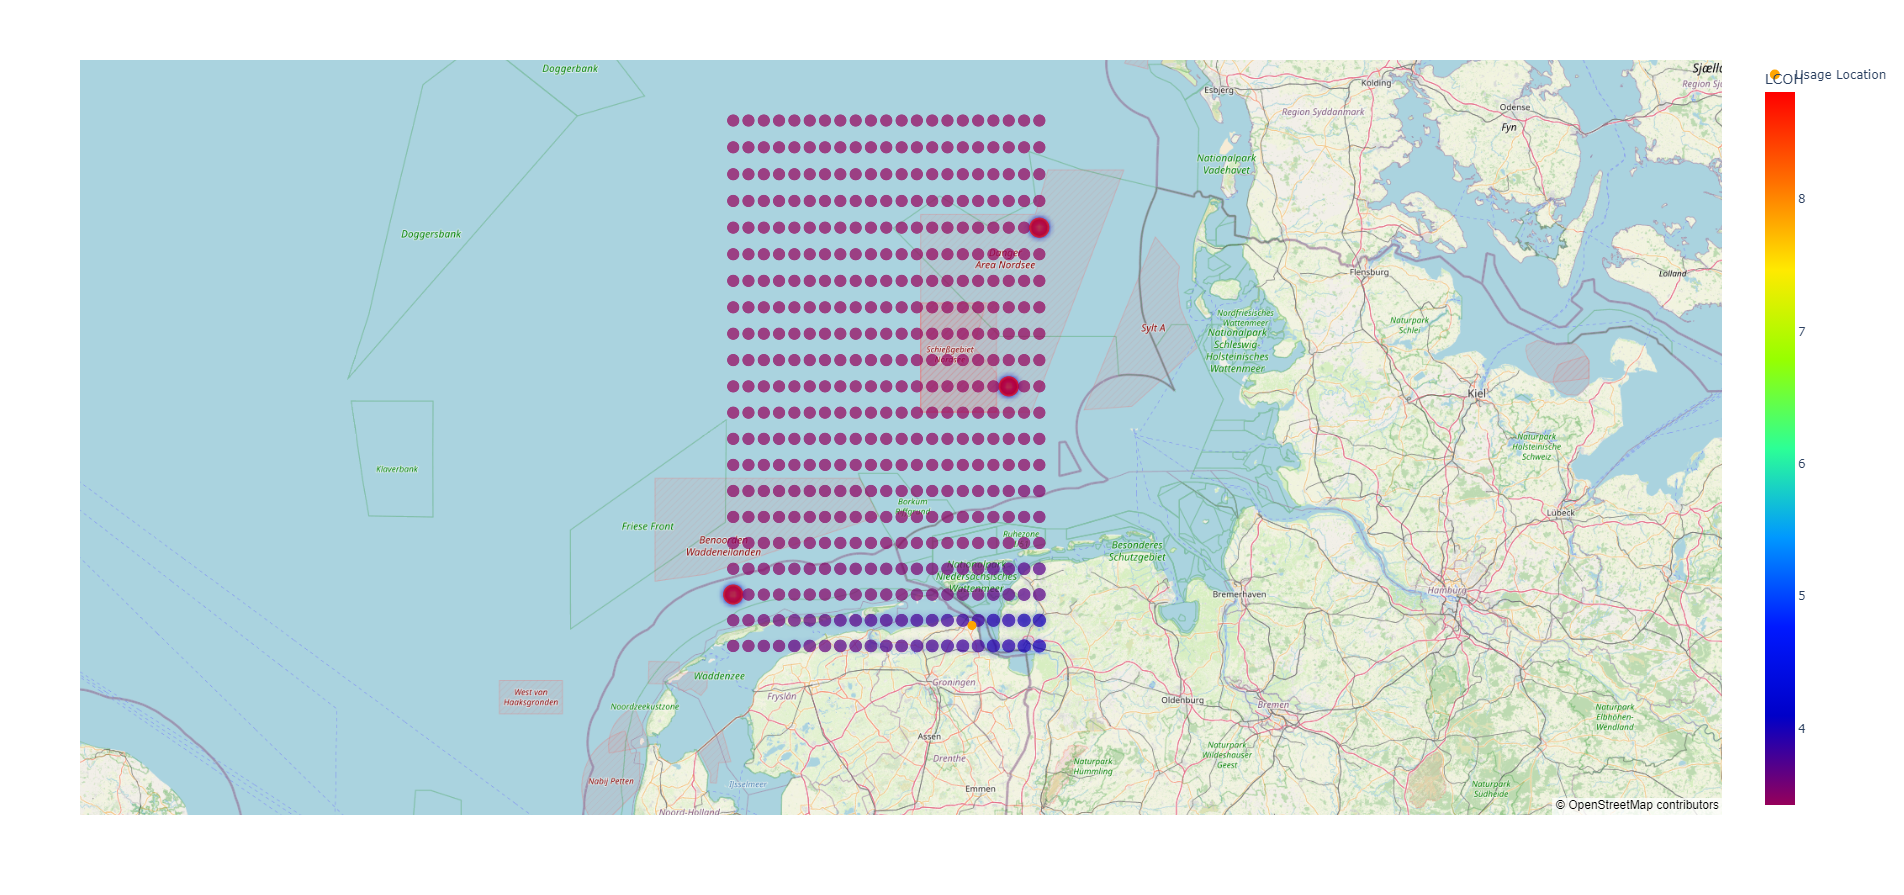 Doggerbank
Sjæll
Esbjerg
Kolding
Usage Location
LCOH
Region Syddanmark
Odense
Fyn
Nationalpark
Vadehavet
8
Doggersbank
Area Nordsee
Flensburg
Lolland
Nordfriesisches
Wattenmeer
Nationalpark
Schleswig-
Holsteinisches
Wattenmeer
Sylt A
Naturpark
Schlei
7
Schießgebiet
Kiel
Naturpark
Holsteinische
Schweiz
Klaverbank
6
Borkum
Riffgrund
Lübeck
Friese Front
Benoorden
Waddeneilanden
Ruhezone
Besonderes
Schutzgebiet
Nationalpark
Niedersächsisches
Wattenmeer
Bremerhaven
Hamburg
5
Waddenzee
Groningen
West von
Haaksgronden
Fryslân
Noordzeekustzone
Oldenburg
Bremen
Naturpark
Elbhöhen-
Wendland
4
Assen
Drenthe
Naturpark
Hümmling
Naturpark
Wildeshauser
Geest
Nabij Petten
IJsselmeer
Emmen
Naturpark
Südheide
Noord-Holland
© OpenStreetMap contributors